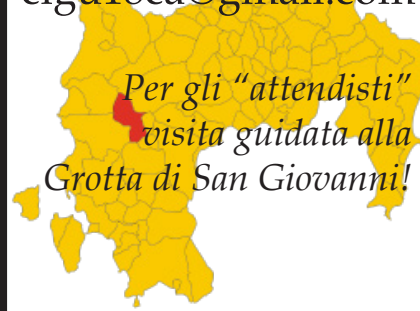 Per gli “attendisti”
visita guidata alla
Grotta di San Giovanni!